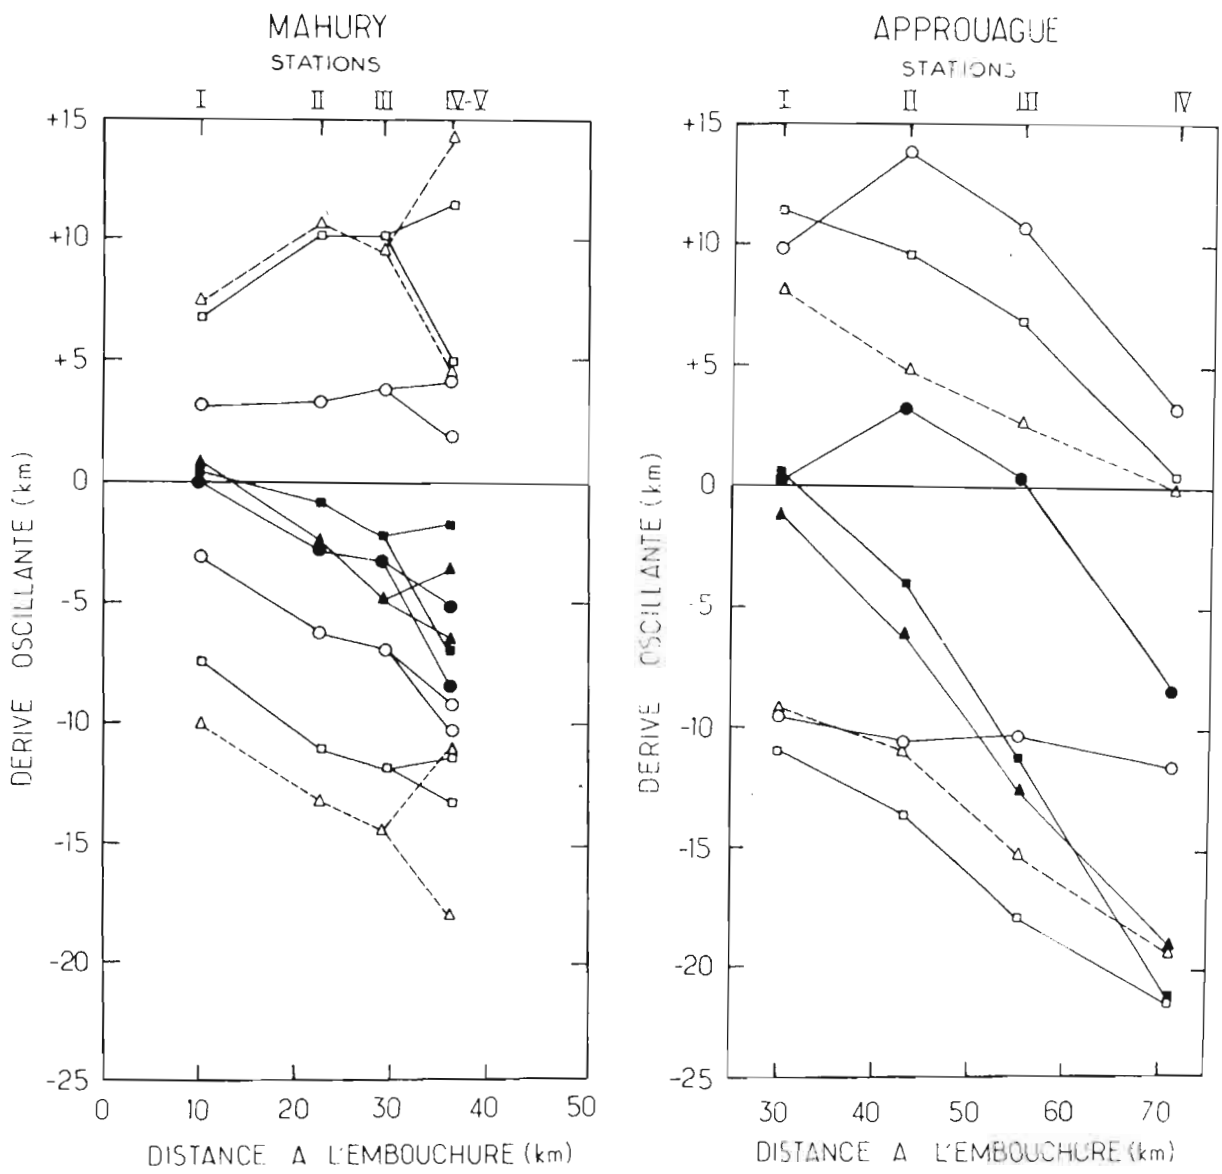 MAHURY
STATIONS
I II III IV-V
+15
+10
+5
0
-5
-10
-15
-20
-25
0 10 20 30 40 50
DERIVE OSCILLANTE (km)
DISTANCE A L'EMBOUCHURE (km)
APPROUAGUE
STATIONS
I II III IV
+15
+10
+5
0
-5
-10
-15
-20
-25
30 40 50 60 70
DERIVE OSCILLANTE (km)
DISTANCE A L'EMBOUCHURE (km)